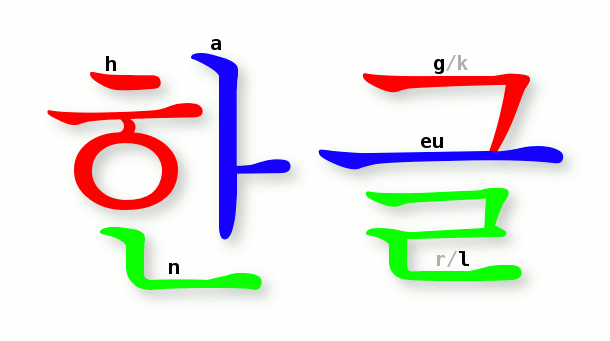 한글
h a g/k
eu
n r/l